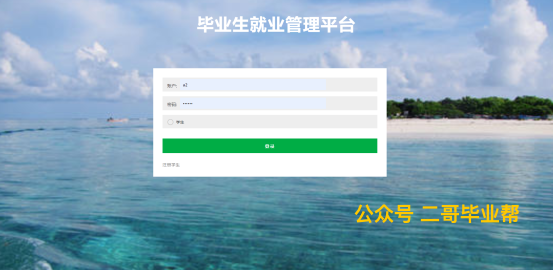 毕业生就业管理平台
账户:
密码:
学生
登录
注册学生
公众号 二哥毕业帮